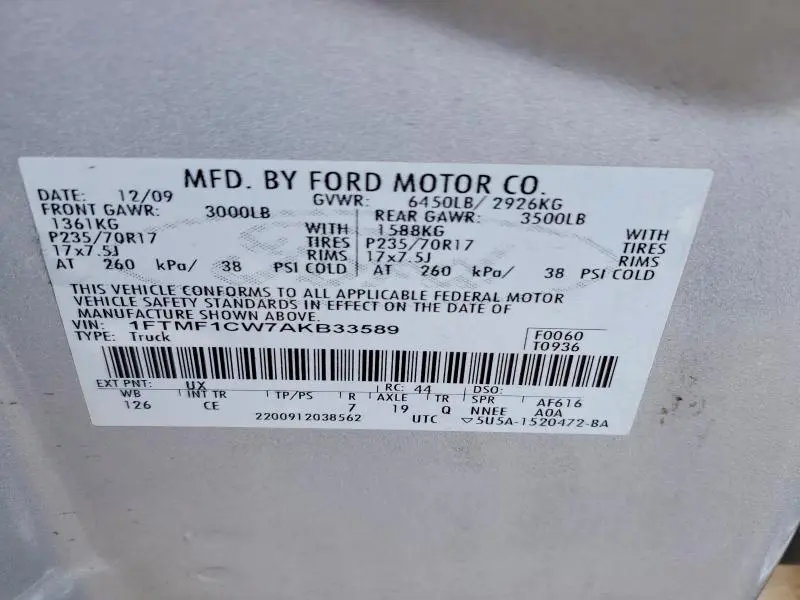 MFD. BY FORD MOTOR CO.
DATE: 12/09 GVWR: 6450LB/ 2926KG
FRONT GAWR: 3000LB REAR GAWR: 3500LB
1361KG WITH 1588KG WITH
P235/70R17 TIRES P235/70R17 TIRES
17x7.5J RIMS 17x7.5J RIMS
AT 260 kPa/ 38 PSI COLD AT 260 kPa/ 38 PSI COLD
THIS VEHICLE CONFORMS TO ALL APPLICABLE FEDERAL MOTOR
VEHICLE SAFETY STANDARDS IN EFFECT ON THE DATE OF
MANUFACTURE SHOWN ABOVE.
VIN: 1FTMF1CW7AKB33589 F0060
TYPE: Truck T0936
EXT PNT: UX RC: 44 DSO:
WB INT TR TP/PS R AXLE TR SPR AF616
126 CE 7 19 Q NNEE A0A
2200912038562 UTC ▽5U5A-1520472-BA
Ford